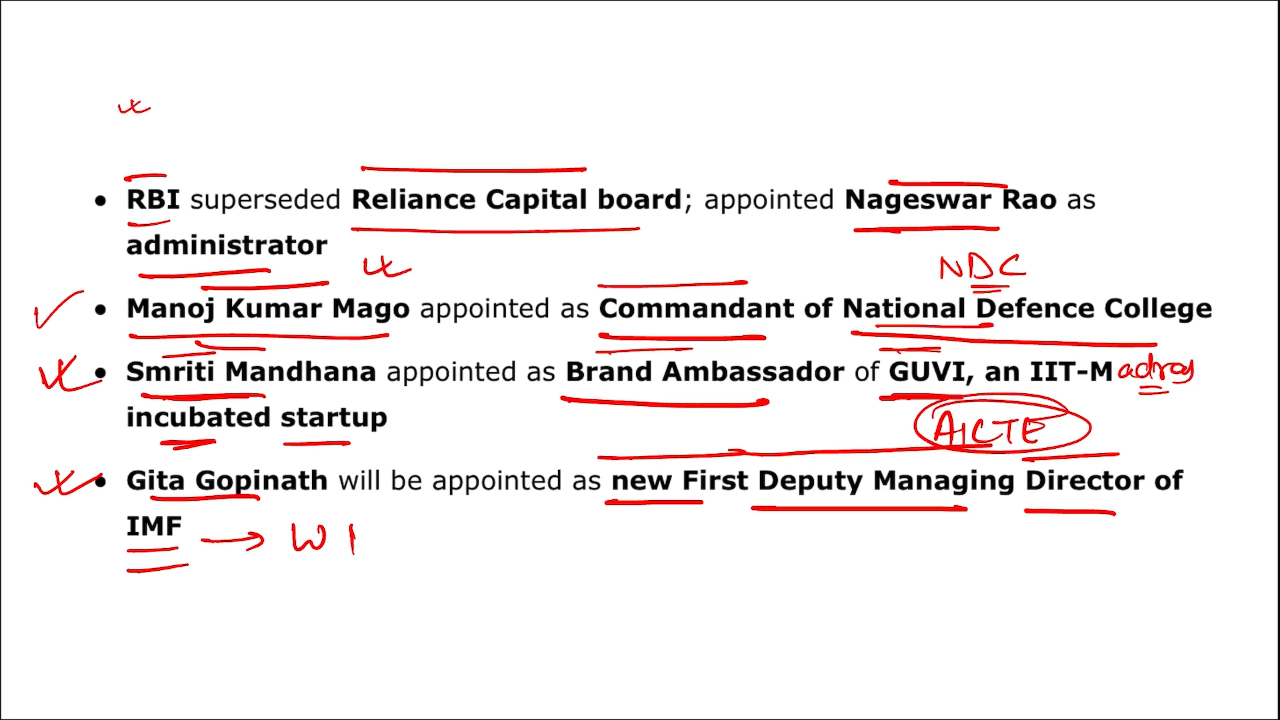 • RBI superseded Reliance Capital board; appointed Nageswar Rao as
administrator
NDC
• Manoj Kumar Mago appointed as Commandant of National Defence College
• Smriti Mandhana appointed as Brand Ambassador of GUVI, an IIT-Madras
incubated startup
AICTE
• Gita Gopinath will be appointed as new First Deputy Managing Director of
IMF → W I